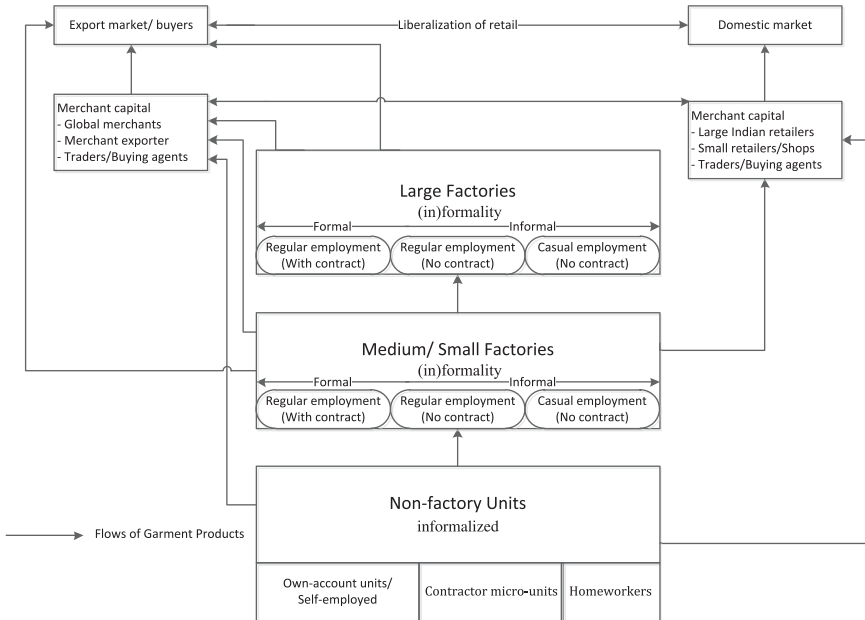 Export market/ buyers
Liberalization of retail
Domestic market
Merchant capital
- Global merchants
- Merchant exporter
- Traders/Buying agents
Merchant capital
- Large Indian retailers
- Small retailers/Shops
- Traders/Buying agents
Large Factories
(in)formality
Formal
Informal
Regular employment
(With contract)
Regular employment
(No contract)
Casual employment
(No contract)
Medium/ Small Factories
(in)formality
Formal
Informal
Regular employment
(With contract)
Regular employment
(No contract)
Casual employment
(No contract)
Non-factory Units
informalized
Flows of Garment Products
Own-account units/
Self-employed
Contractor micro-units
Homeworkers